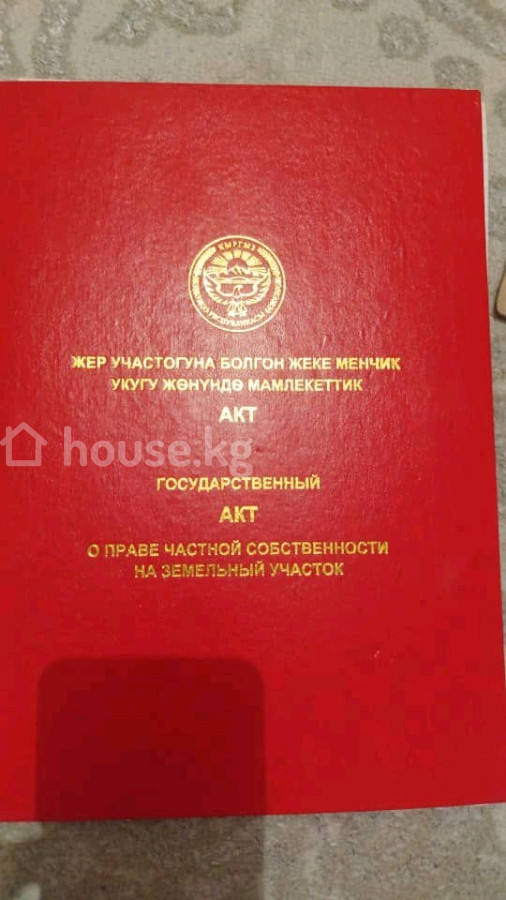 КЫРГЫЗ
ЖЕР УЧАСТОГУНА БОЛГОН ЖЕКЕ МЕНЧИК
УКУГУ ЖӨНҮНДӨ МАМЛЕКЕТТИК
АКТ
house.kg
ГОСУДАРСТВЕННЫЙ
АКТ
О ПРАВЕ ЧАСТНОЙ СОБСТВЕННОСТИ
НА ЗЕМЕЛЬНЫЙ УЧАСТОК